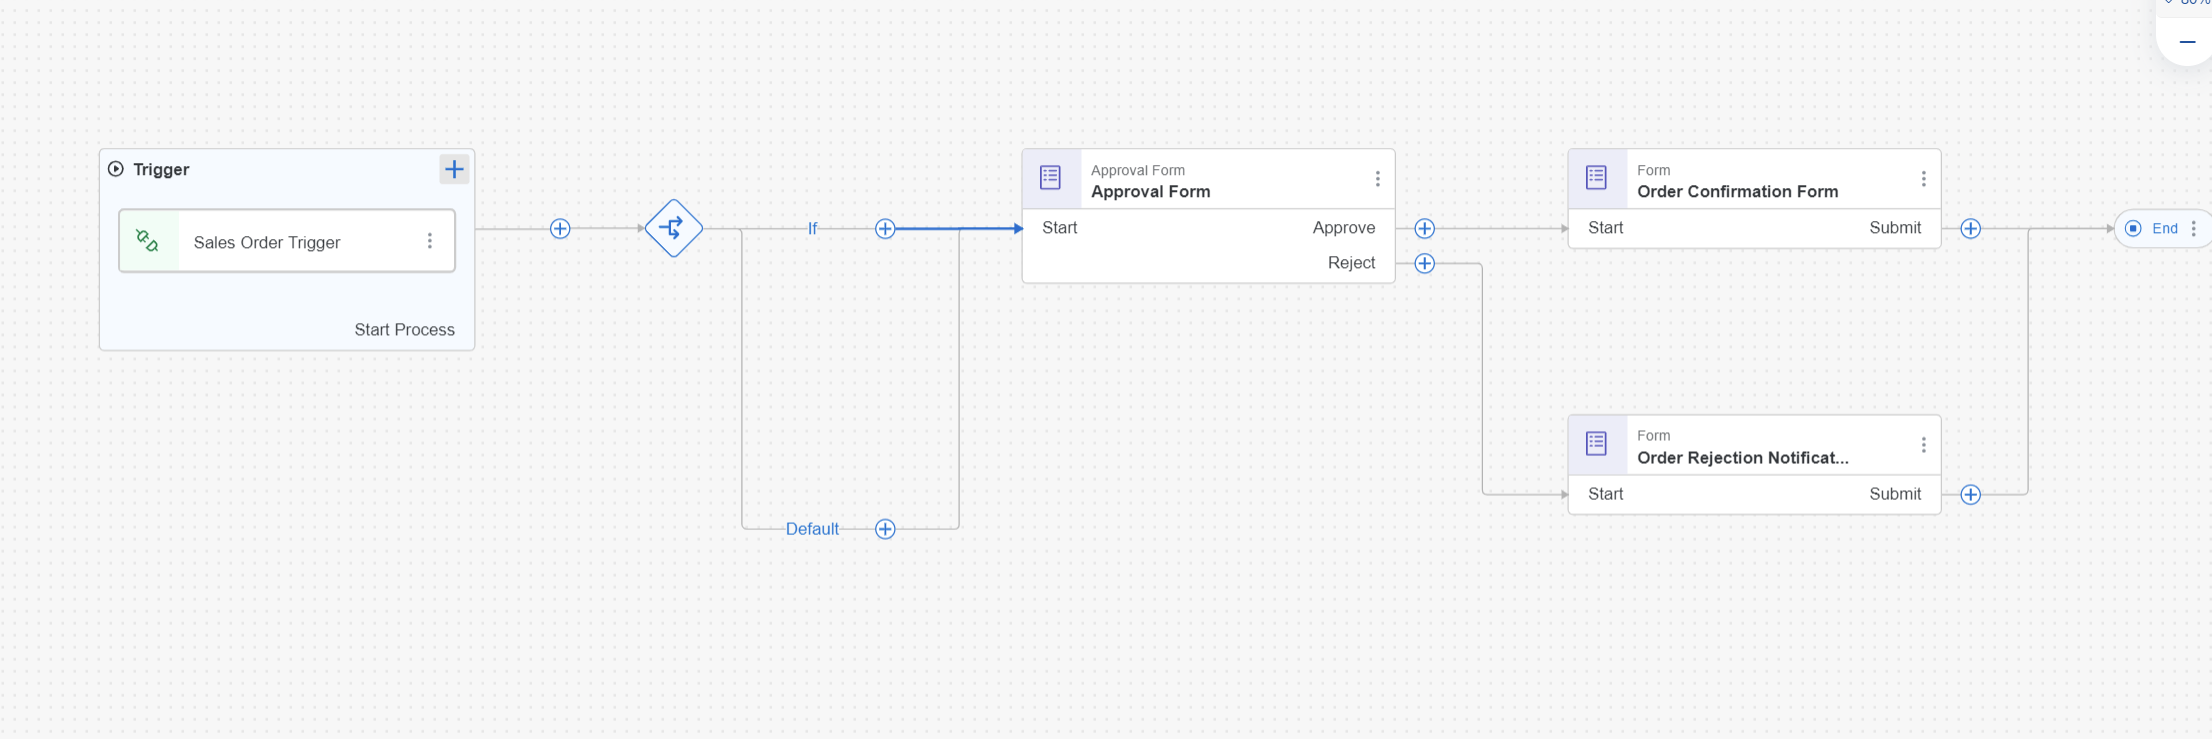 Trigger
Sales Order Trigger
Start Process
If
Default
Approval Form
Approval Form
Start
Approve
Reject
Form
Order Confirmation Form
Start
Submit
Form
Order Rejection Notificat...
Start
Submit
End